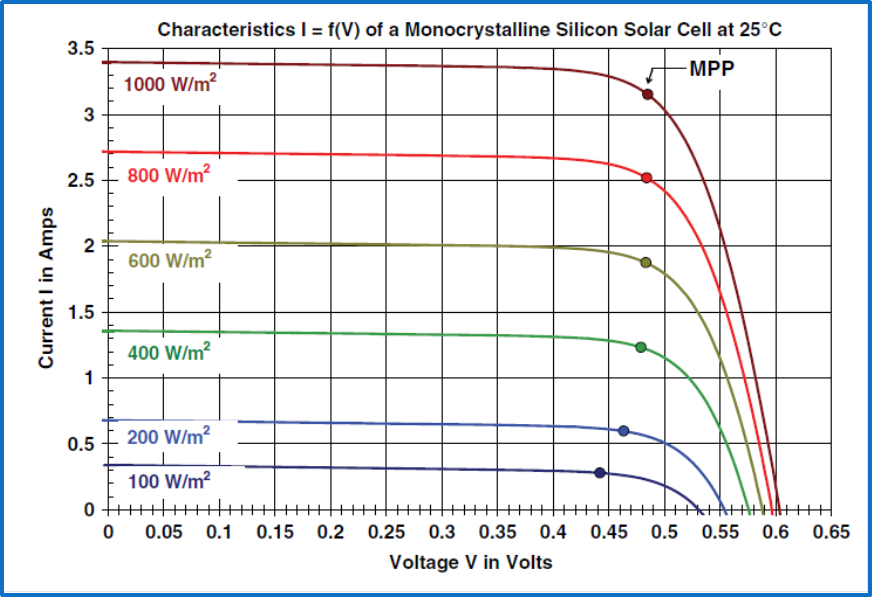 Characteristics I = f(V) of a Monocrystalline Silicon Solar Cell at 25°C
3.5
MPP
1000 W/m²
3
2.5
800 W/m²
2
600 W/m²
1.5
400 W/m²
1
200 W/m²
0.5
100 W/m²
0
Current I in Amps
0 0.05 0.1 0.15 0.2 0.25 0.3 0.35 0.4 0.45 0.5 0.55 0.6 0.65
Voltage V in Volts